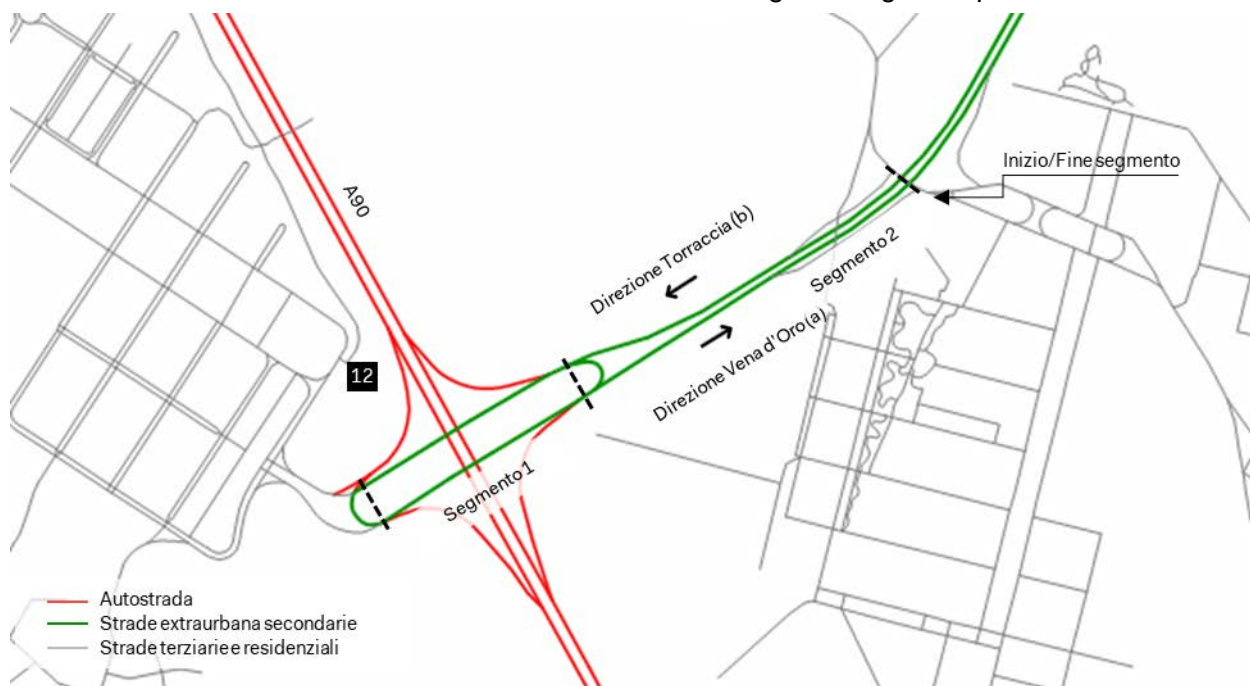 A90
Inizio/Fine segmento
Direzione Torraccia (b)
Segmento 2
Direzione Vena d'Oro (a)
12
Segmento 1
Autostrada
Strade extraurbana secondarie
Strade terziarie e residenziali